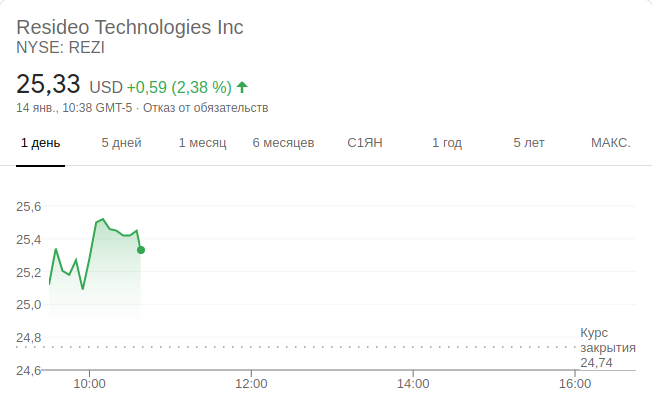 Resideo Technologies Inc
NYSE: REZI
25,33 USD +0,59 (2,38 %)
14 янв., 10:38 GMT-5 · Отказ от обязательств
1 день 5 дней 1 месяц 6 месяцев С1ЯН 1 год 5 лет МАКС.
25,6
25,4
25,2
25,0
24,8
24,6
Курс
закрытия
24,74
10:00 12:00 14:00 16:00